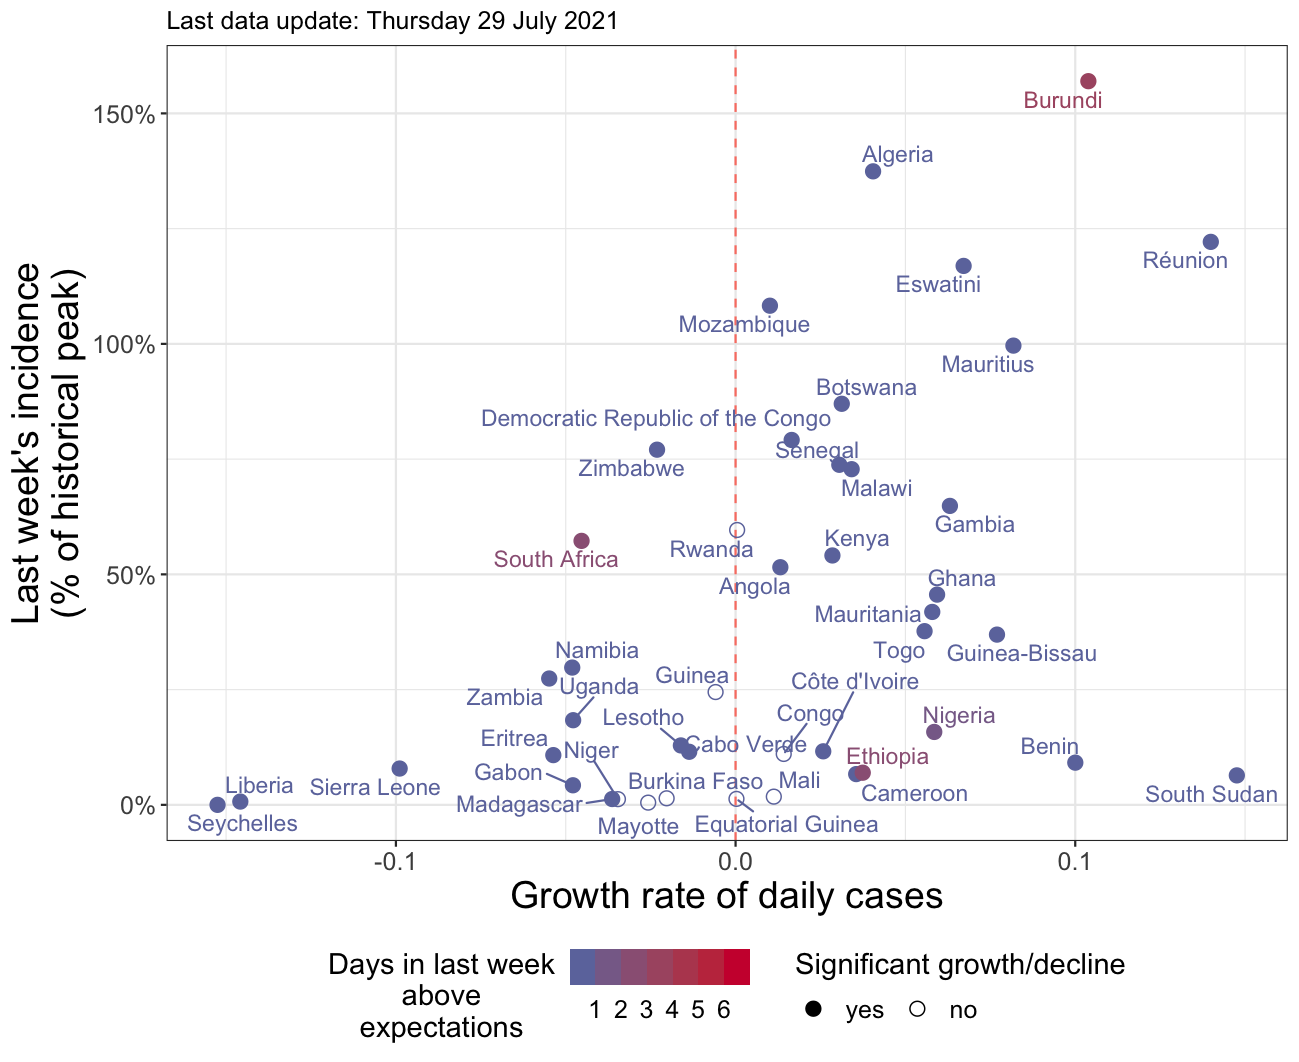 Last data update: Thursday 29 July 2021
Last week's incidence
(% of historical peak)
150%
100%
50%
0%
Burundi
Algeria
Réunion
Eswatini
Mozambique
Mauritius
Botswana
Democratic Republic of the Congo
Senegal
Zimbabwe
Malawi
Gambia
Kenya
Rwanda
South Africa
Angola
Ghana
Mauritania
Togo
Guinea-Bissau
Namibia
Guinea
Côte d'Ivoire
Uganda
Zambia
Lesotho
Congo
Nigeria
Eritrea
Niger
Cabo Verde
Benin
Ethiopia
Gabon
Burkina Faso
Mali
Liberia
Sierra Leone
Cameroon
South Sudan
Madagascar
Seychelles
Mayotte
Equatorial Guinea
-0.1
0.0
0.1
Growth rate of daily cases
Days in last week
above
expectations
1 2 3 4 5 6
Significant growth/decline
yes
no